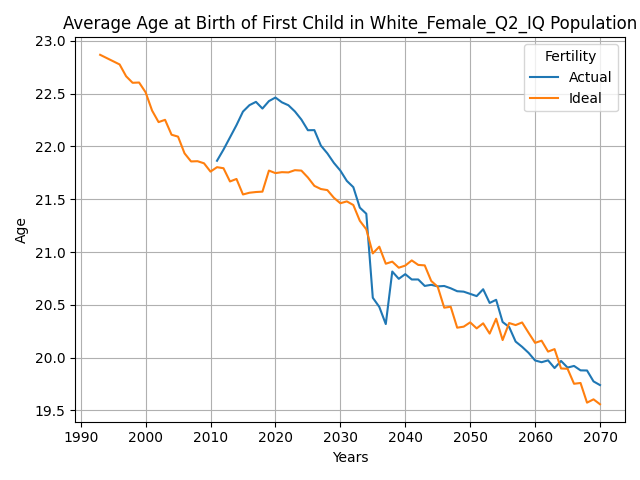 Average Age at Birth of First Child in White_Female_Q2_IQ Population
23.0
22.5
22.0
21.5
21.0
20.5
20.0
19.5
Age
Fertility
Actual
Ideal
1990 2000 2010 2020 2030 2040 2050 2060 2070
Years